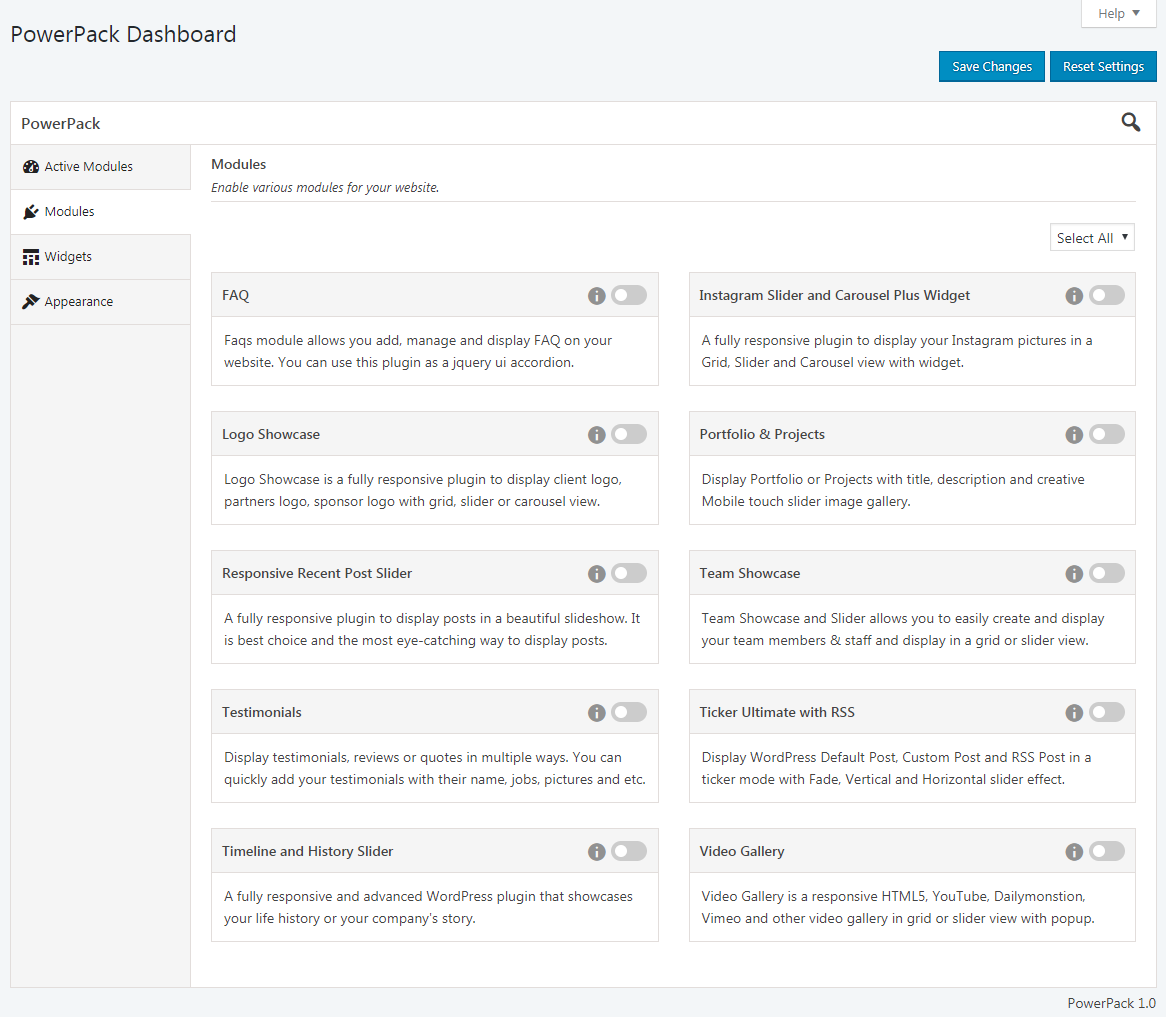 Help
PowerPack Dashboard
Save Changes
Reset Settings
PowerPack
Active Modules
Modules
Widgets
Appearance
Modules
Enable various modules for your website.
Select All
FAQ
Faqs module allows you add, manage and display FAQ on your
website. You can use this plugin as a jquery ui accordion.
Instagram Slider and Carousel Plus Widget
A fully responsive plugin to display your Instagram pictures in a
Grid, Slider and Carousel view with widget.
Logo Showcase
Logo Showcase is a fully responsive plugin to display client logo,
partners logo, sponsor logo with grid, slider or carousel view.
Portfolio & Projects
Display Portfolio or Projects with title, description and creative
Mobile touch slider image gallery.
Responsive Recent Post Slider
A fully responsive plugin to display posts in a beautiful slideshow. It
is best choice and the most eye-catching way to display posts.
Team Showcase
Team Showcase and Slider allows you to easily create and display
your team members & staff and display in a grid or slider view.
Testimonials
Display testimonials, reviews or quotes in multiple ways. You can
quickly add your testimonials with their name, jobs, pictures and etc.
Ticker Ultimate with RSS
Display WordPress Default Post, Custom Post and RSS Post in a
ticker mode with Fade, Vertical and Horizontal slider effect.
Timeline and History Slider
A fully responsive and advanced WordPress plugin that showcases
your life history or your company's story.
Video Gallery
Video Gallery is a responsive HTML5, YouTube, Dailymonstion,
Vimeo and other video gallery in grid or slider view with popup.
PowerPack 1.0